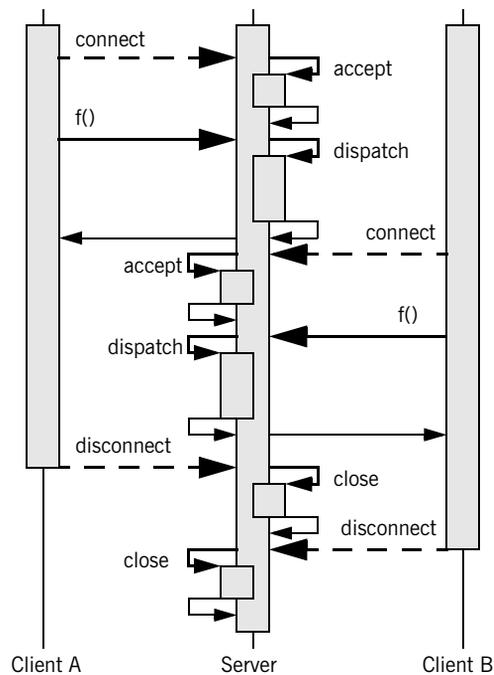 connect
accept
f()
dispatch
connect
accept
f()
dispatch
disconnect
close
disconnect
close
Client A
Server
Client B